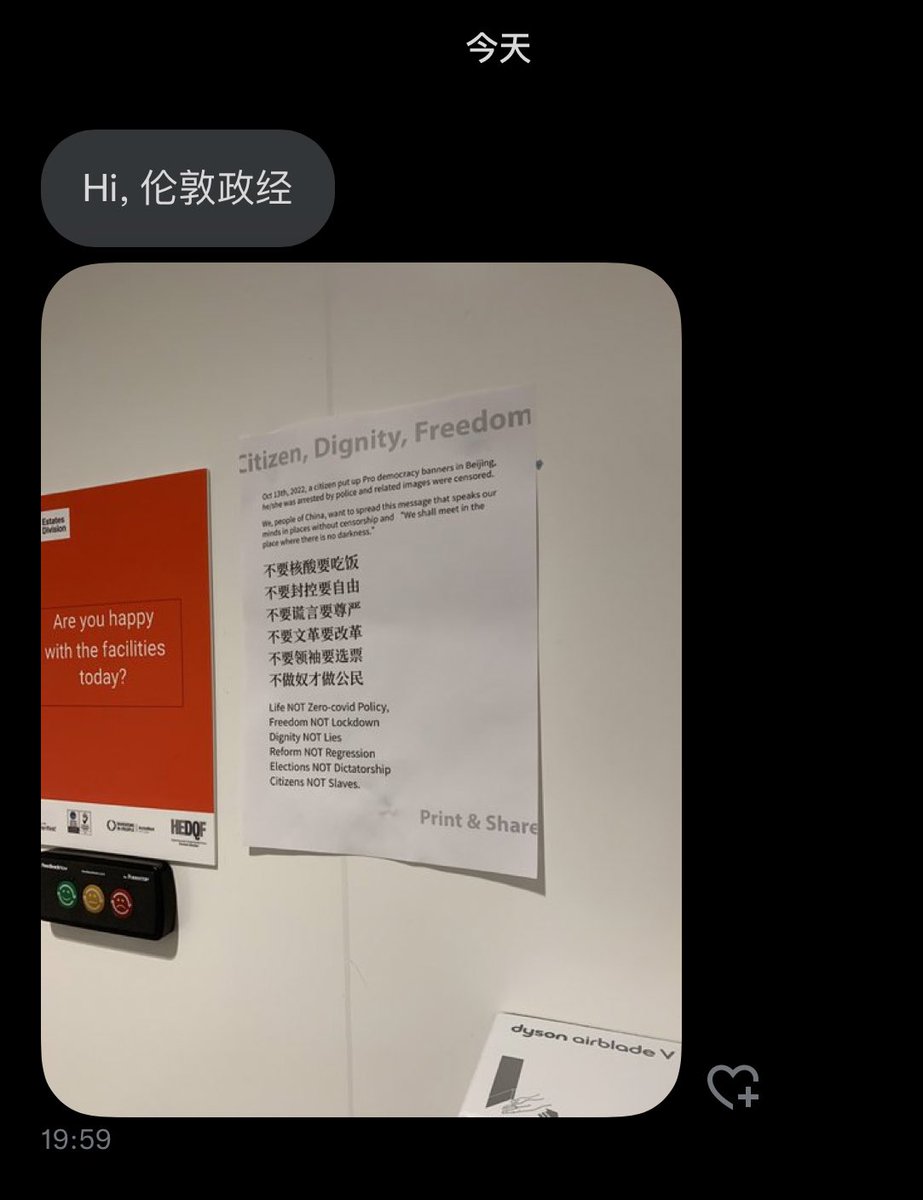 今天
Hi, 伦敦政经
Citizen, Dignity, Freedom
Oct 13th, 2022, a citizen put up Pro democracy banners in Beijing,
he/she was arrested by police and related images were censored.
We, people of China, want to spread this message that speaks our
minds in places without censorship and “We shall meet in the
place where there is no darkness.”
不要核酸要吃饭
不要封控要自由
不要谎言要尊严
不要文革要改革
不要领袖要选票
不做奴才做公民
Life NOT Zero-covid Policy,
Freedom NOT Lockdown
Dignity NOT Lies
Reform NOT Regression
Elections NOT Dictatorship
Citizens NOT Slaves.
Print & Share
Estates
Division
Are you happy
with the facilities
today?
HEDQF
dyson airblade V
19:59